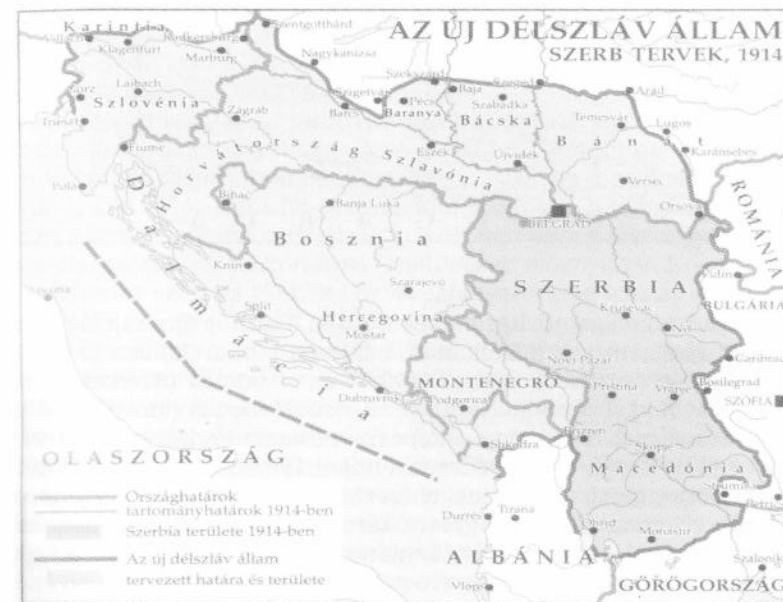 AZ ÚJ DÉLSZLÁV ÁLLAM
SZERB TERVEK, 1914
Karintia
Klagenfurt
Marburg
Szentgotthárd
Nagykanizsa
Laibach
Szlovénia
Trieszt
Fiume
Pola
Zágráb
Horvátország Szlavónia
Szigetvár
Barcs
Pécs
Baranya
Szekszárd
Baja
Szabadka
Bácska
Szeged
Eszék
Újvidék
Arad
Temesvár
Lugos
Bánát
Karánsebes
Versec
Orsova
ROMÁNIA
BELGRÁD
Bihać
Banja Luka
Bosznia
Dalmácia
Knin
Split
Szarajevó
Hercegovina
Mostar
Dubrovnik
SZERBIA
Kruševac
Niš
Vidin
BULGÁRIA
Novi Pazar
MONTENEGRÓ
Podgorica
Priština
Vranje
Bosilegrad
SZÓFIA
Caribrod
Shkodra
Prizren
Skopje
Macedónia
Strumica
Durrës
Tirana
Ohrid
Monastir
ALBÁNIA
Vlorë
Szaloniki
GÖRÖGORSZÁG
OLASZORSZÁG
Országhatárok
tartományhatárok 1914-ben
Szerbia területe 1914-ben
Az új délszláv állam
tervezett határa és területe